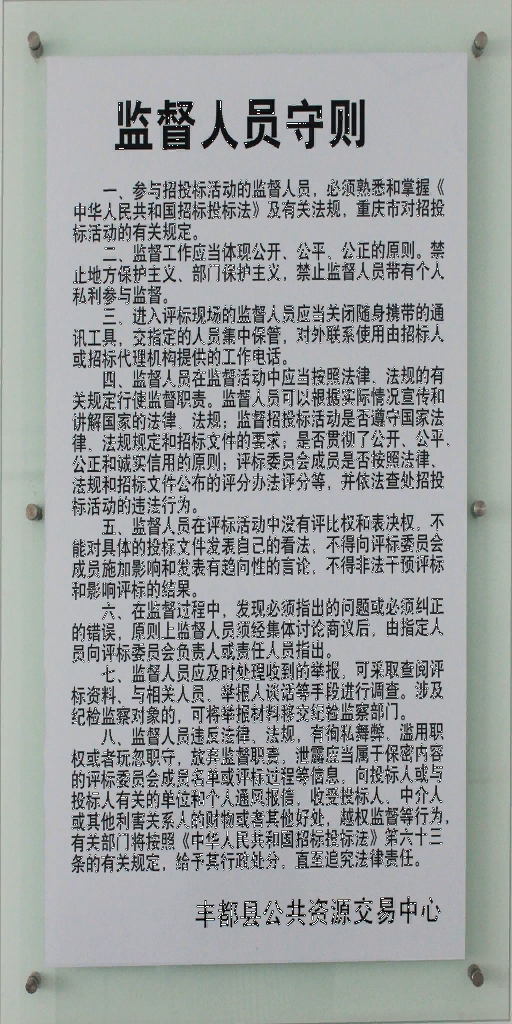 监督人员守则
一、参与招投标活动的监督人员，必须熟悉和掌握《
中华人民共和国招标投标法》及有关法规，重庆市对招投
标活动的有关规定。
二、监督工作应当体现公开、公平、公正的原则。禁
止地方保护主义、部门保护主义，禁止监督人员带有个人
私利参与监督。
三、进入评标现场的监督人员应当关闭随身携带的通
讯工具，交指定的人员集中保管，对外联系使用由招标人
或招标代理机构提供的工作电话。
四、监督人员在监督活动中应当按照法律、法规的有
关规定行使监督职责。监督人员可以根据实际情况宣传和
讲解国家的法律、法规；监督招投标活动是否遵守国家法
律、法规规定和招标文件的要求；是否贯彻了公开、公平、
公正和诚实信用的原则；评标委员会成员是否按照法律、
法规和招标文件公布的评分办法评分等，并依法查处招投
标活动的违法行为。
五、监督人员在评标活动中没有评比权和表决权，不
能对具体的投标文件发表自己的看法，不得向评标委员会
成员施加影响和发表有趋向性的言论，不得非法干预评标
和影响评标的结果。
六、在监督过程中，发现必须指出的问题或必须纠正
的错误，原则上监督人员须经集体讨论商议后，由指定人
员向评标委员会负责人或责任人员指出。
七、监督人员应及时处理收到的举报，可采取查阅评
标资料、与相关人员、举报人谈话等手段进行调查。涉及
纪检监察对象的，可将举报材料移交纪检监察部门。
八、监督人员违反法律、法规，有徇私舞弊、滥用职
权或者玩忽职守，放弃监督职责，泄露应当属于保密内容
的评标委员会成员名单或评标过程等信息，向投标人或与
投标人有关的单位和个人通风报信，收受投标人、中介人
或其他利害关系人的财物或者其他好处，越权监督等行为，
有关部门将按照《中华人民共和国招标投标法》第六十三
条的有关规定，给予其行政处分，直至追究法律责任。
丰都县公共资源交易中心